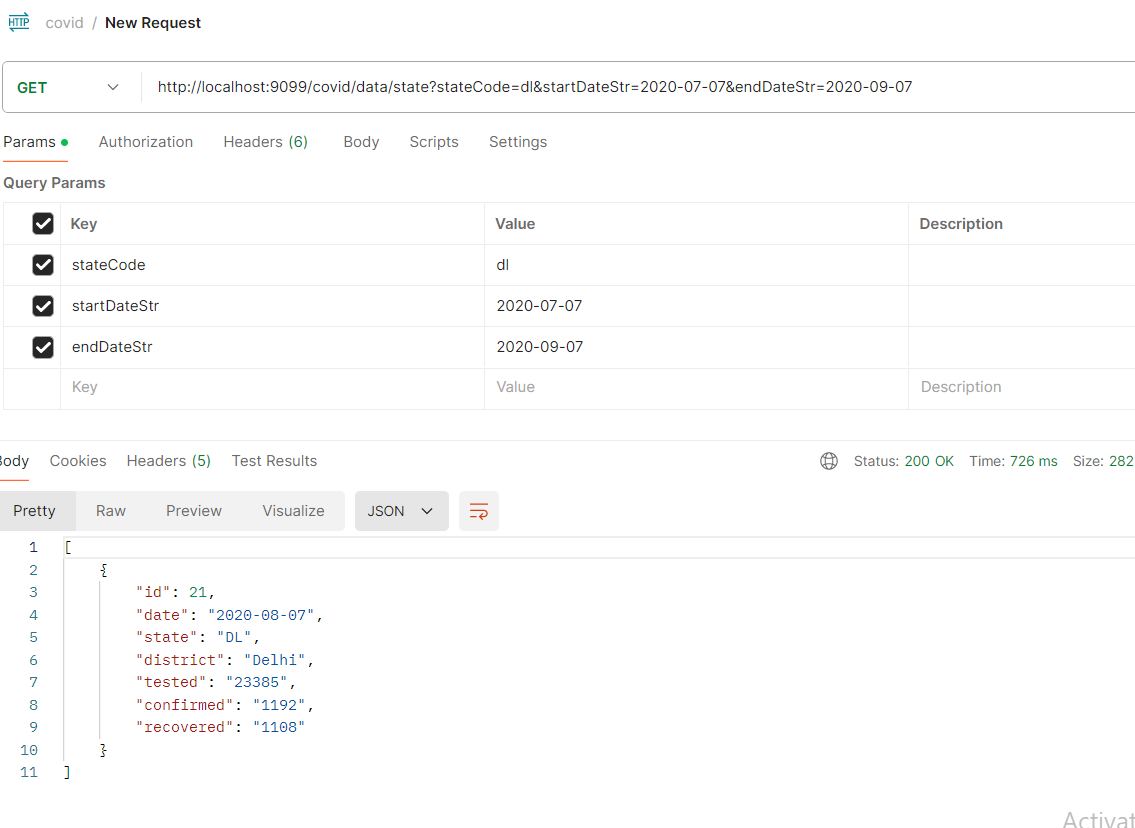 HTTP covid / New Request
GET http://localhost:9099/covid/data/state?stateCode=dl&startDateStr=2020-07-07&endDateStr=2020-09-07
Params Authorization Headers (6) Body Scripts Settings
Query Params
Key Value Description
stateCode dl
startDateStr 2020-07-07
endDateStr 2020-09-07
Key Value Description
Body Cookies Headers (5) Test Results Status: 200 OK Time: 726 ms Size: 282
Pretty Raw Preview Visualize JSON
1 [
2 {
3 "id": 21,
4 "date": "2020-08-07",
5 "state": "DL",
6 "district": "Delhi",
7 "tested": "23385",
8 "confirmed": "1192",
9 "recovered": "1108"
10 }
11 ]
Activat